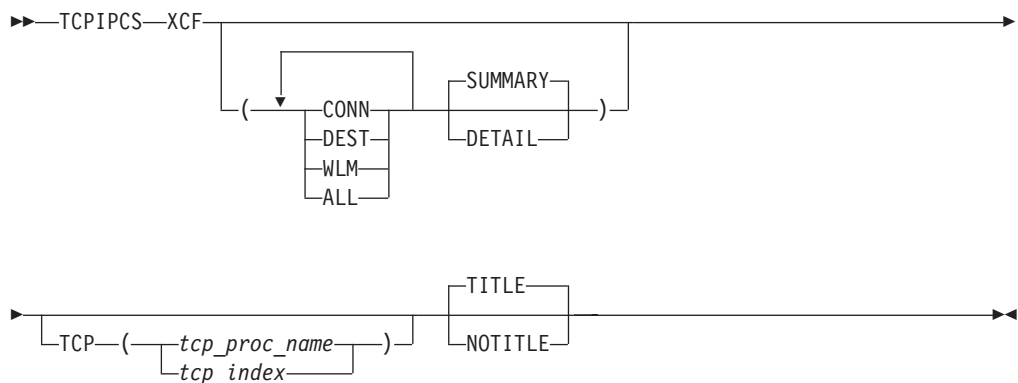 TCPIPCS XCF
SUMMARY
( CONN )
DEST DETAIL
WLM
ALL
TITLE
TCP ( tcp_proc_name ) NOTITLE
tcp_index